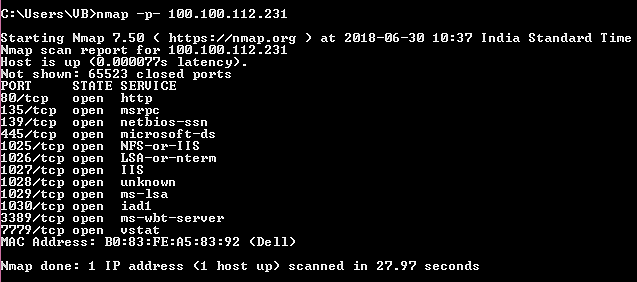 C:\Users\VB>nmap -p- 100.100.112.231
Starting Nmap 7.50 ( https://nmap.org ) at 2018-06-30 10:37 India Standard Time
Nmap scan report for 100.100.112.231
Host is up (0.000077s latency).
Not shown: 65523 closed ports
PORT     STATE SERVICE
80/tcp   open  http
135/tcp  open  msrpc
139/tcp  open  netbios-ssn
445/tcp  open  microsoft-ds
1025/tcp open  NFS-or-IIS
1026/tcp open  LSA-or-nterm
1027/tcp open  IIS
1028/tcp open  unknown
1029/tcp open  ms-lsa
1030/tcp open  iad1
3389/tcp open  ms-wbt-server
7779/tcp open  vstat
MAC Address: B0:83:FE:A5:83:92 (Dell)
Nmap done: 1 IP address (1 host up) scanned in 27.97 seconds